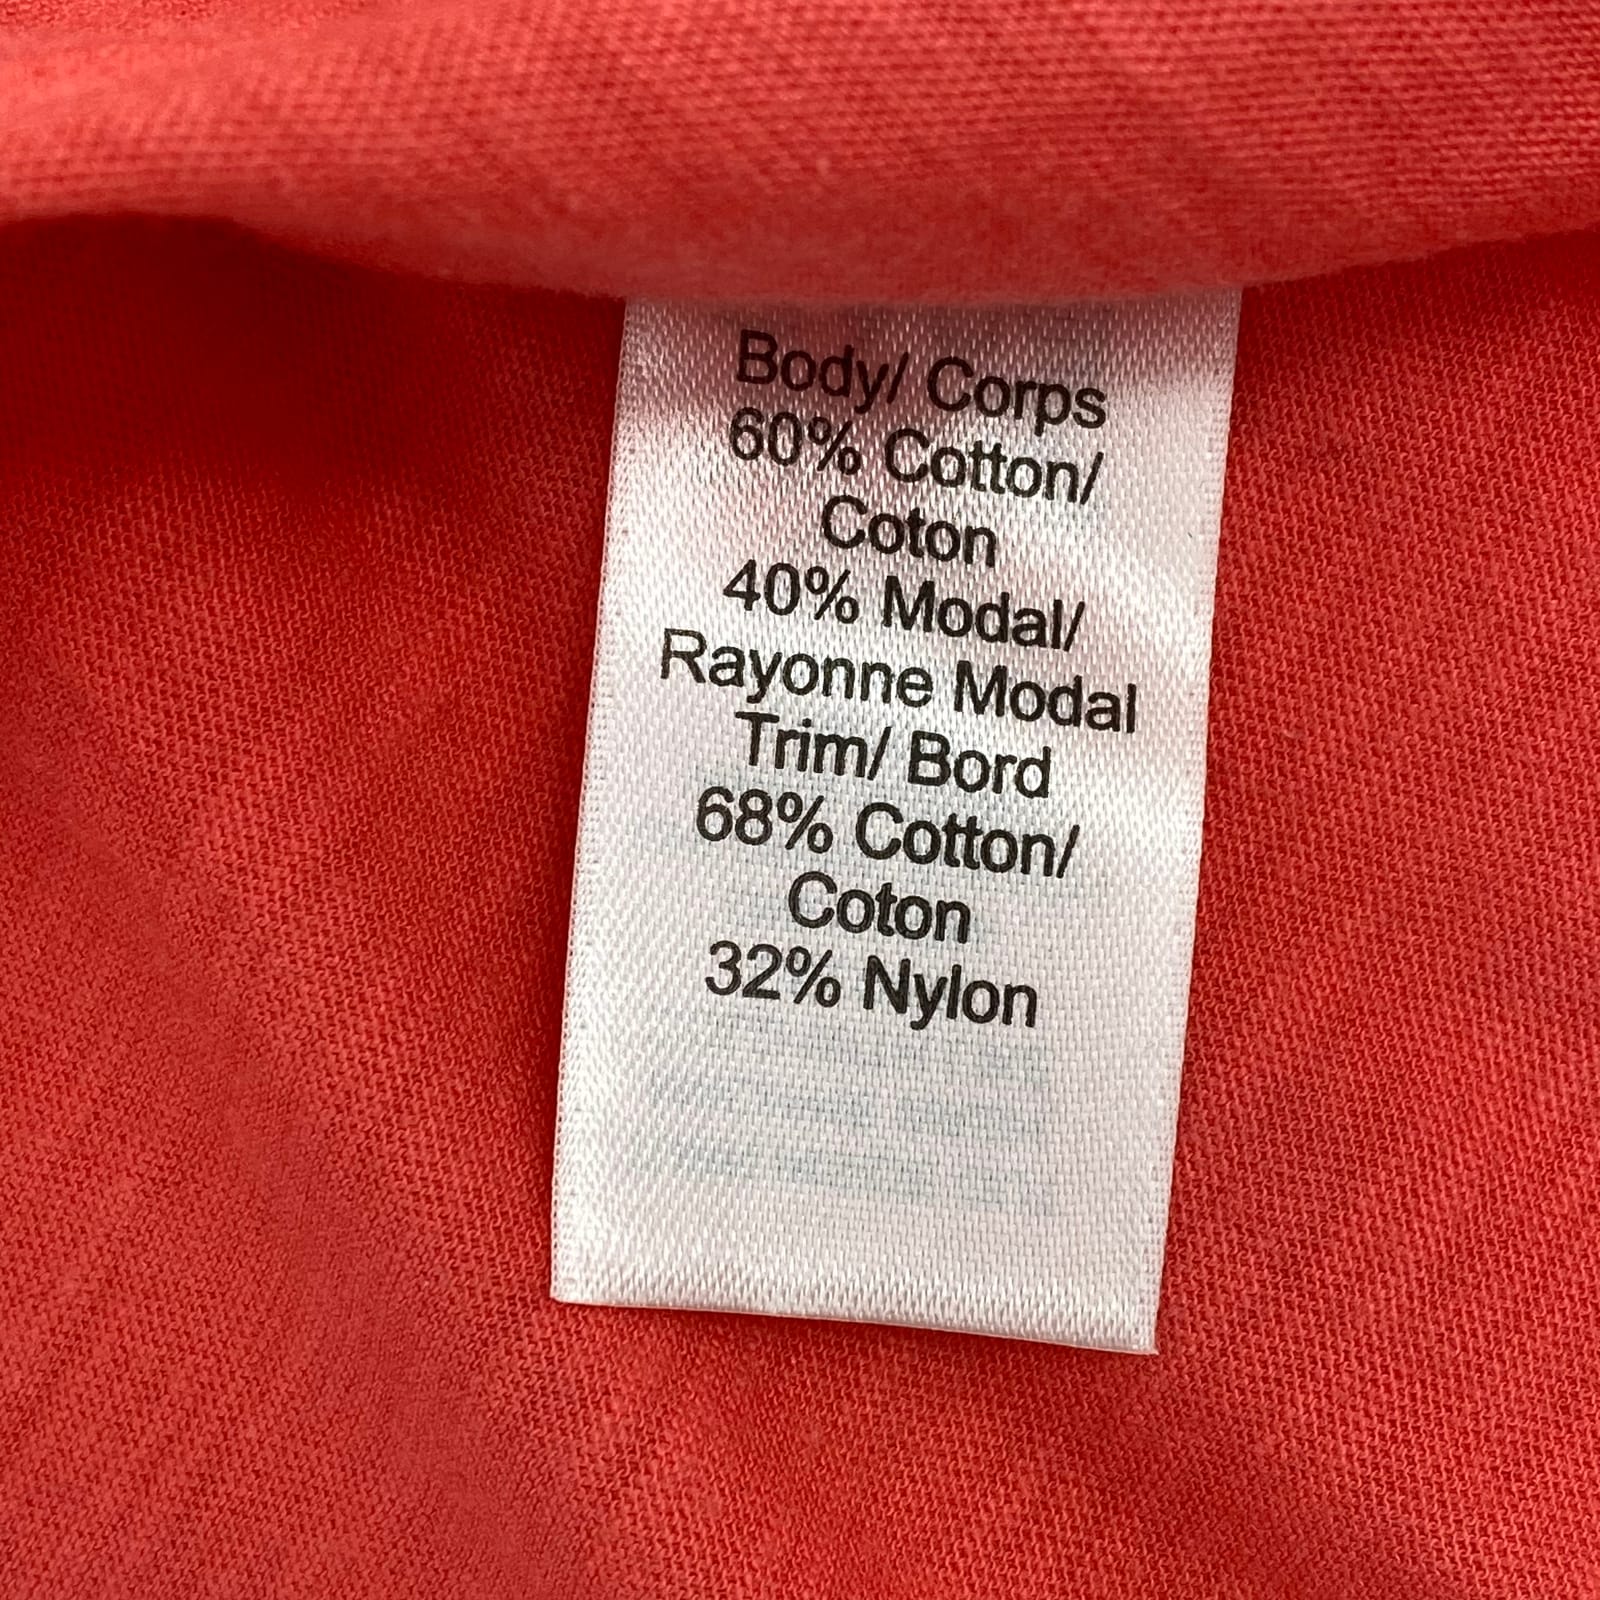 Body/ Corps
60% Cotton/
Coton
40% Modal/
Rayonne Modal
Trim/ Bord
68% Cotton/
Coton
32% Nylon